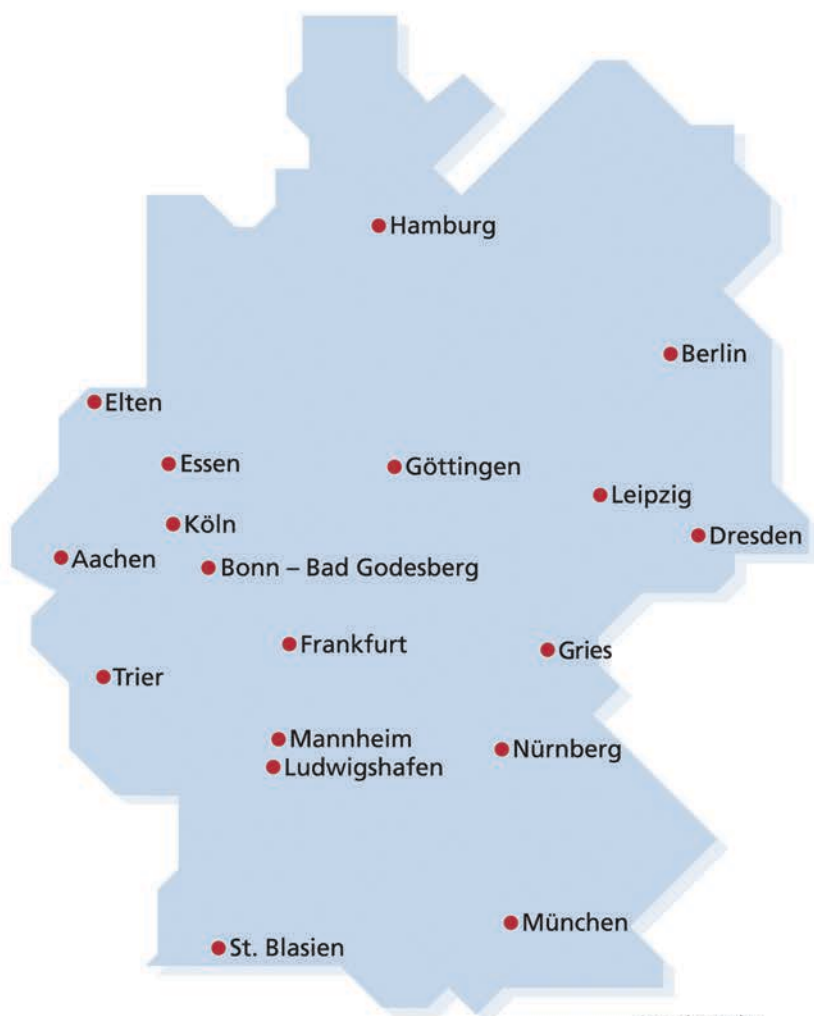 Hamburg
Berlin
Elten
Essen
Göttingen
Leipzig
Köln
Dresden
Aachen
Bonn – Bad Godesberg
Frankfurt
Gries
Trier
Mannheim
Nürnberg
Ludwigshafen
München
St. Blasien